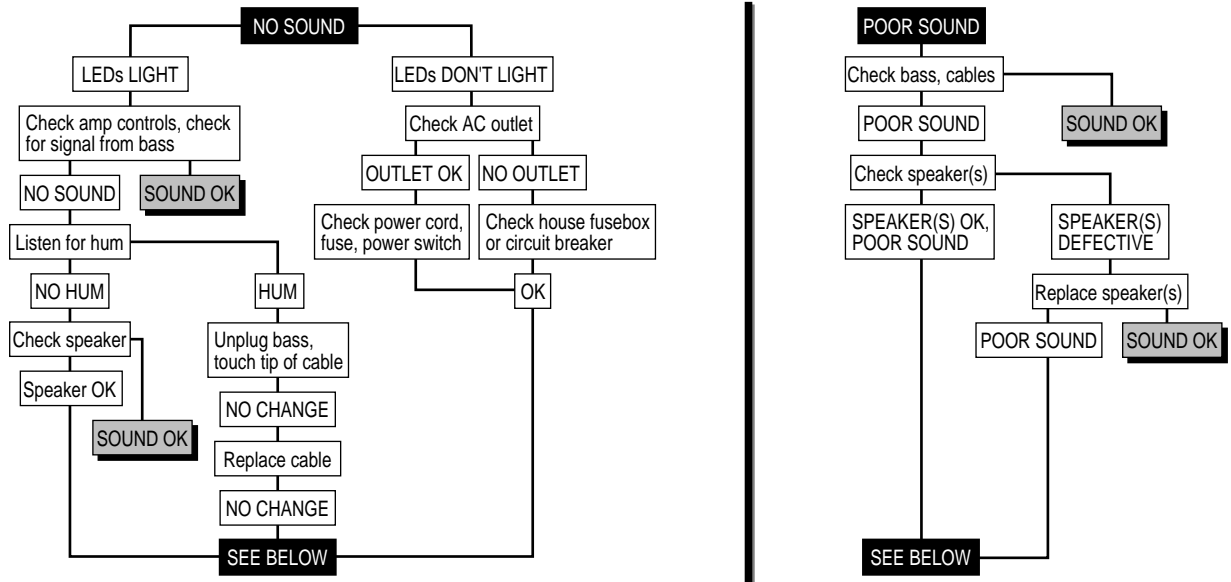 NO SOUND
LEDs LIGHT
LEDs DON'T LIGHT
Check amp controls, check
for signal from bass
Check AC outlet
NO SOUND
SOUND OK
OUTLET OK
NO OUTLET
Listen for hum
Check power cord,
fuse, power switch
Check house fusebox
or circuit breaker
NO HUM
HUM
OK
Check speaker
Unplug bass,
touch tip of cable
Speaker OK
NO CHANGE
SOUND OK
Replace cable
NO CHANGE
SEE BELOW
POOR SOUND
Check bass, cables
POOR SOUND
SOUND OK
Check speaker(s)
SPEAKER(S) OK,
POOR SOUND
SPEAKER(S)
DEFECTIVE
Replace speaker(s)
POOR SOUND
SOUND OK
SEE BELOW